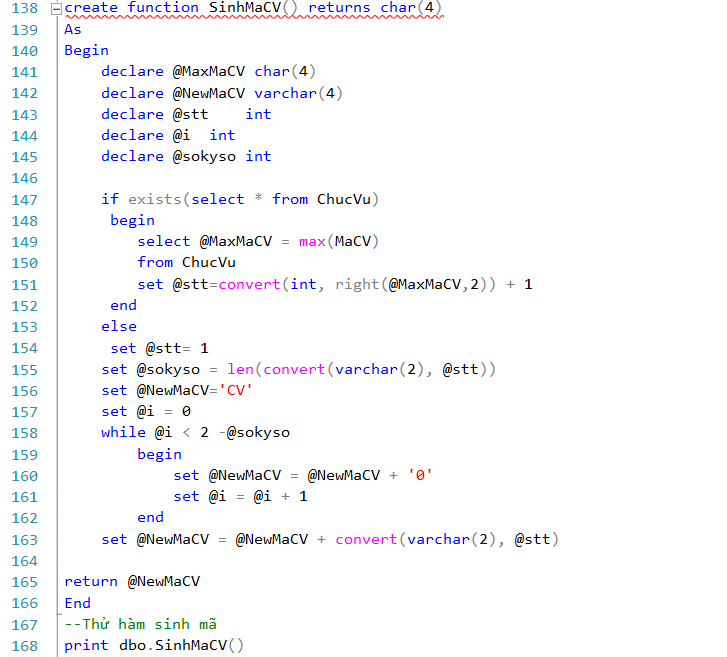 138 create function SinhMaCV() returns char(4)
139 As
140 Begin
141     declare @MaxMaCV char(4)
142     declare @NewMaCV varchar(4)
143     declare @stt    int
144     declare @i  int
145     declare @sokyso int
146
147     if exists(select * from ChucVu)
148      begin
149         select @MaxMaCV = max(MaCV)
150         from ChucVu
151         set @stt=convert(int, right(@MaxMaCV,2)) + 1
152      end
153     else
154      set @stt= 1
155     set @sokyso = len(convert(varchar(2), @stt))
156     set @NewMaCV='CV'
157     set @i = 0
158     while @i < 2 -@sokyso
159         begin
160             set @NewMaCV = @NewMaCV + '0'
161             set @i = @i + 1
162         end
163     set @NewMaCV = @NewMaCV + convert(varchar(2), @stt)
164
165 return @NewMaCV
166 End
167 --Thử hàm sinh mã
168 print dbo.SinhMaCV()